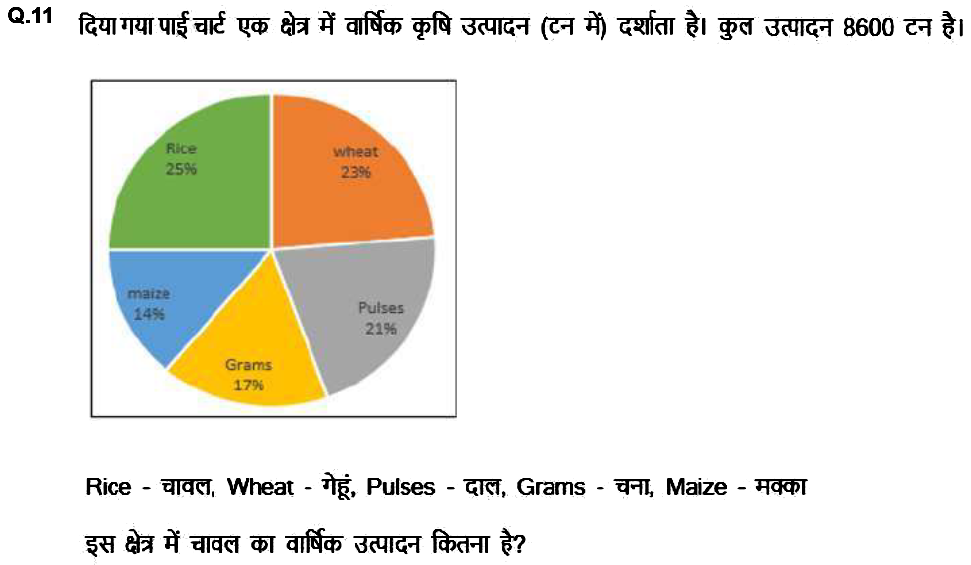 Q.11 दिया गया पाई चार्ट एक क्षेत्र में वार्षिक कृषि उत्पादन (टन में) दर्शाता है। कुल उत्पादन 8600 टन है।
Rice
25%
wheat
23%
maize
14%
Pulses
21%
Grams
17%
Rice - चावल, Wheat - गेहूं, Pulses - दाल, Grams - चना, Maize - मक्का
इस क्षेत्र में चावल का वार्षिक उत्पादन कितना है?